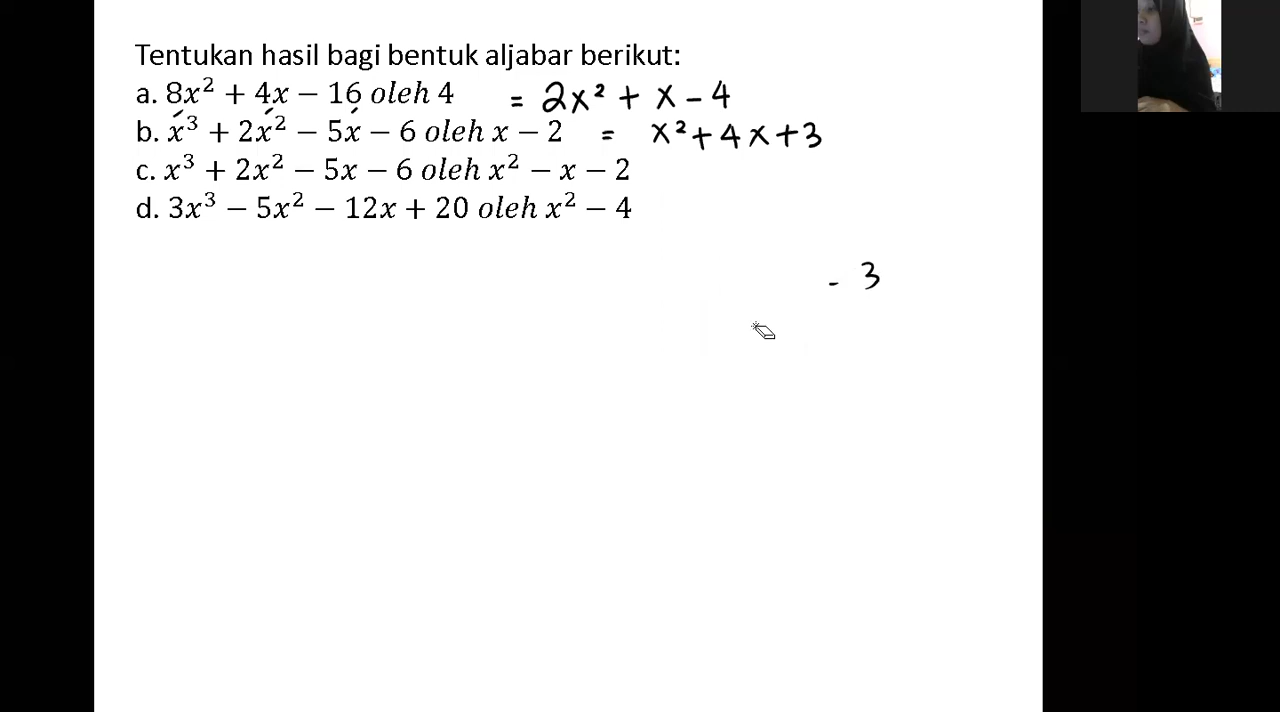 Tentukan hasil bagi bentuk aljabar berikut:
a. 8x² + 4x − 16 oleh 4 = 2x² + x − 4
b. x³ + 2x² − 5x − 6 oleh x − 2 = x² + 4x + 3
c. x³ + 2x² − 5x − 6 oleh x² − x − 2
d. 3x³ − 5x² − 12x + 20 oleh x² − 4
- 3